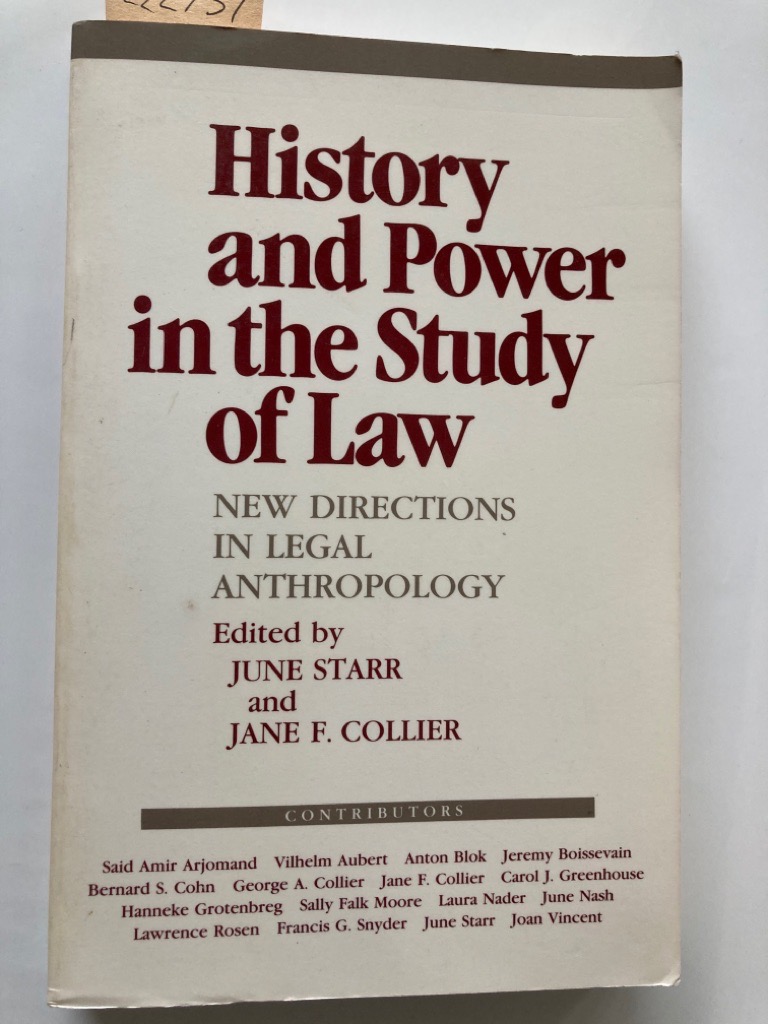 History
and Power
in the Study
of Law
NEW DIRECTIONS
IN LEGAL
ANTHROPOLOGY
Edited by
JUNE STARR
and
JANE F. COLLIER
CONTRIBUTORS
Said Amir Arjomand Vilhelm Aubert Anton Blok Jeremy Boissevain
Bernard S. Cohn George A. Collier Jane F. Collier Carol J. Greenhouse
Hanneke Grotenbreg Sally Falk Moore Laura Nader June Nash
Lawrence Rosen Francis G. Snyder June Starr Joan Vincent